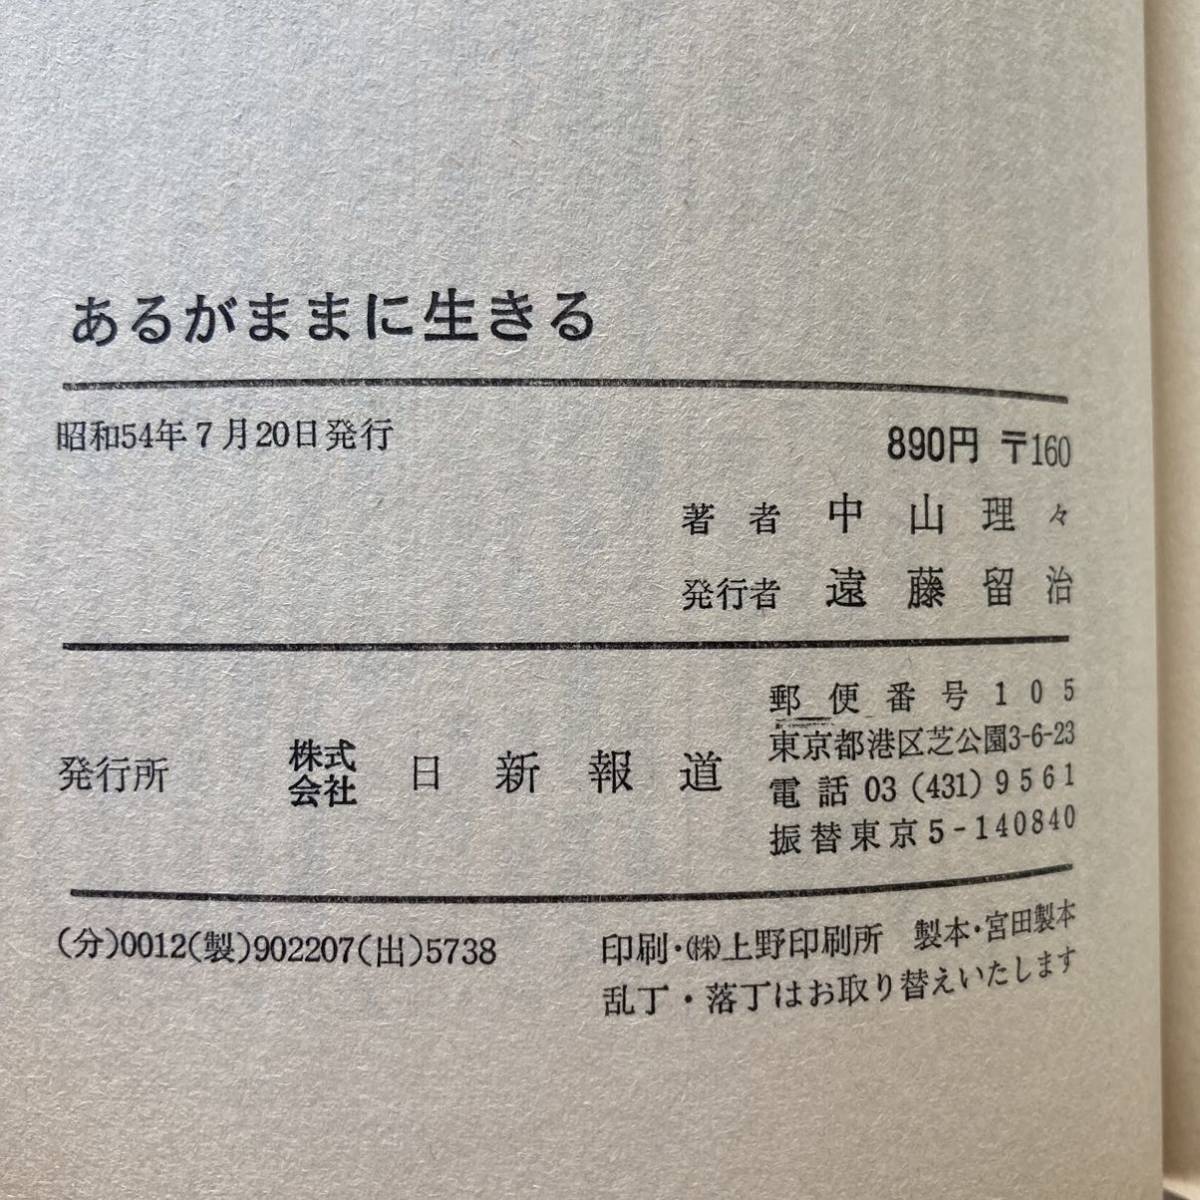 あるがままに生きる
昭和54年7月20日発行
890円 〒160
著者 中山理々
発行者 遠藤留治
発行所 株式会社 日新報道
郵便番号105
東京都港区芝公園3-6-23
電話03(431)9561
振替東京5-140840
(分)0012(製)902207(出)5738
印刷・㈱上野印刷所 製本・宮田製本
乱丁・落丁はお取り替えいたします